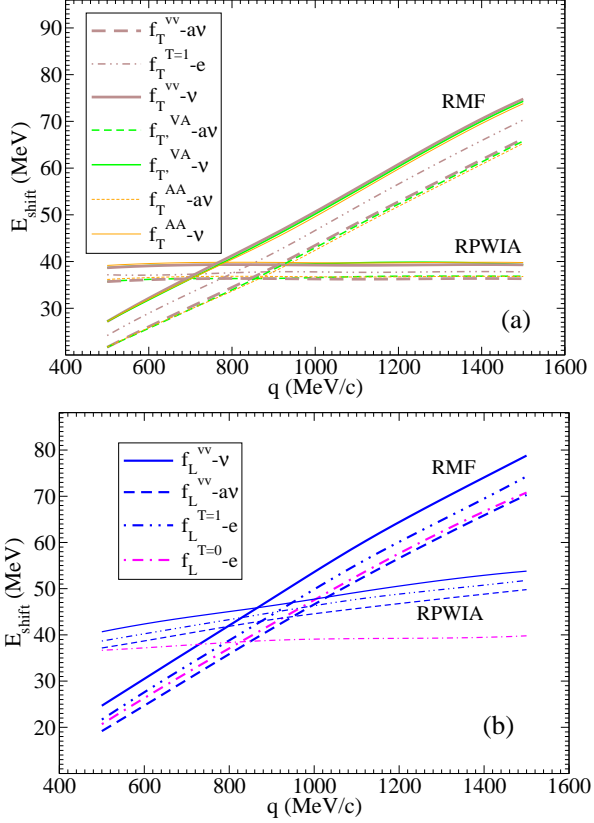 90
80
70
60
50
40
30
E_shift (MeV)
f_T^vv-aν
f_T^T=1-e
f_T^vv-ν
f_T'^VA-aν
f_T'^VA-ν
f_T^AA-aν
f_T^AA-ν
RMF
RPWIA
(a)
400 600 800 1000 1200 1400 1600
q (MeV/c)
80
70
60
50
40
30
20
E_shift (MeV)
f_L^vv-ν
f_L^vv-aν
f_L^T=1-e
f_L^T=0-e
RMF
RPWIA
(b)
400 600 800 1000 1200 1400 1600
q (MeV/c)